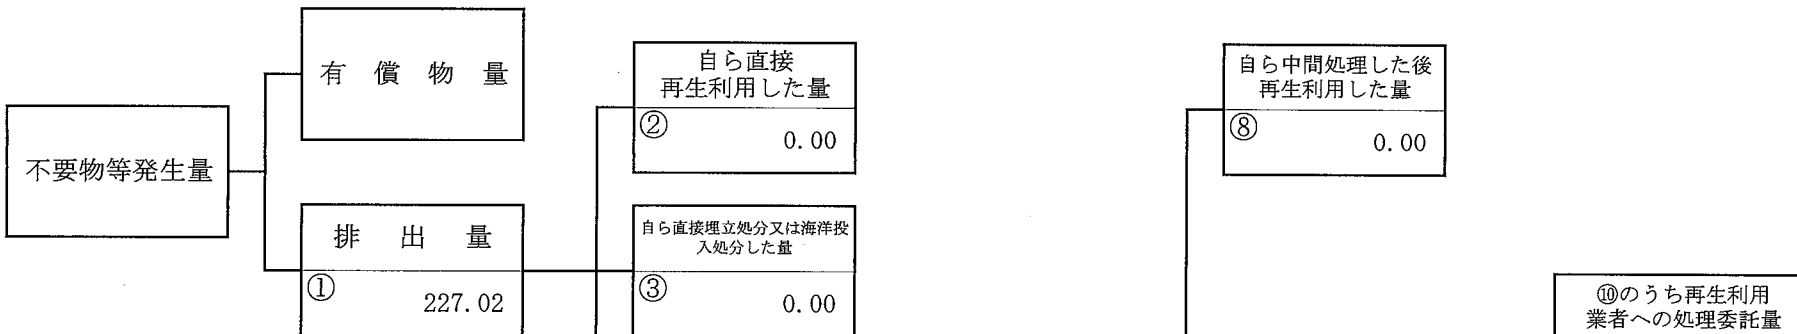 不要物等発生量
有償物量
排出量
①
227.02
自ら直接
再生利用した量
②
0.00
自ら直接埋立処分又は海洋投
入処分した量
③
0.00
自ら中間処理した後
再生利用した量
⑧
0.00
⑩のうち再生利用
業者への処理委託量